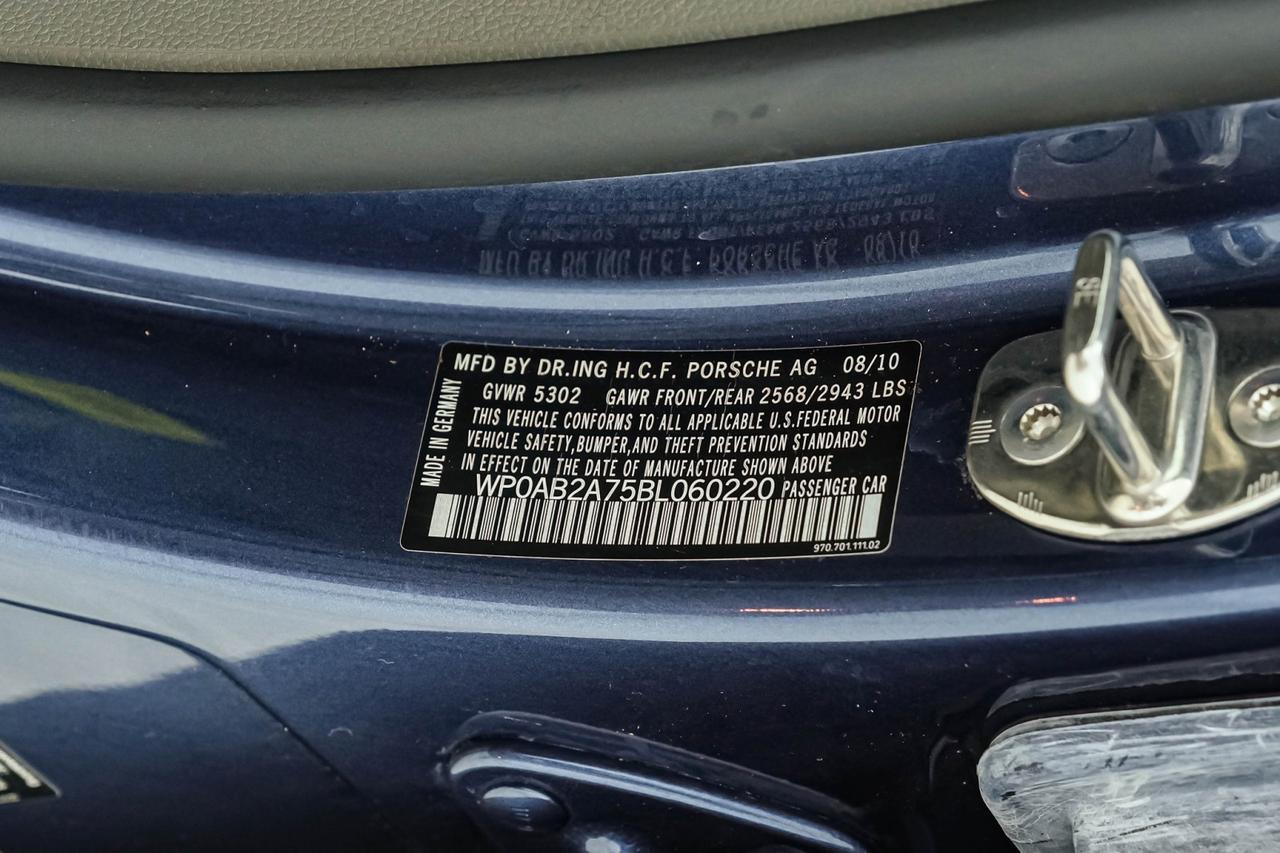 MFD BY DR.ING H.C.F. PORSCHE AG 08/10
GVWR 5302 GAWR FRONT/REAR 2568/2943 LBS
THIS VEHICLE CONFORMS TO ALL APPLICABLE U.S.FEDERAL MOTOR
VEHICLE SAFETY,BUMPER,AND THEFT PREVENTION STANDARDS
IN EFFECT ON THE DATE OF MANUFACTURE SHOWN ABOVE
WP0AB2A75BL060220 PASSENGER CAR
970.701.111.02
MADE IN GERMANY